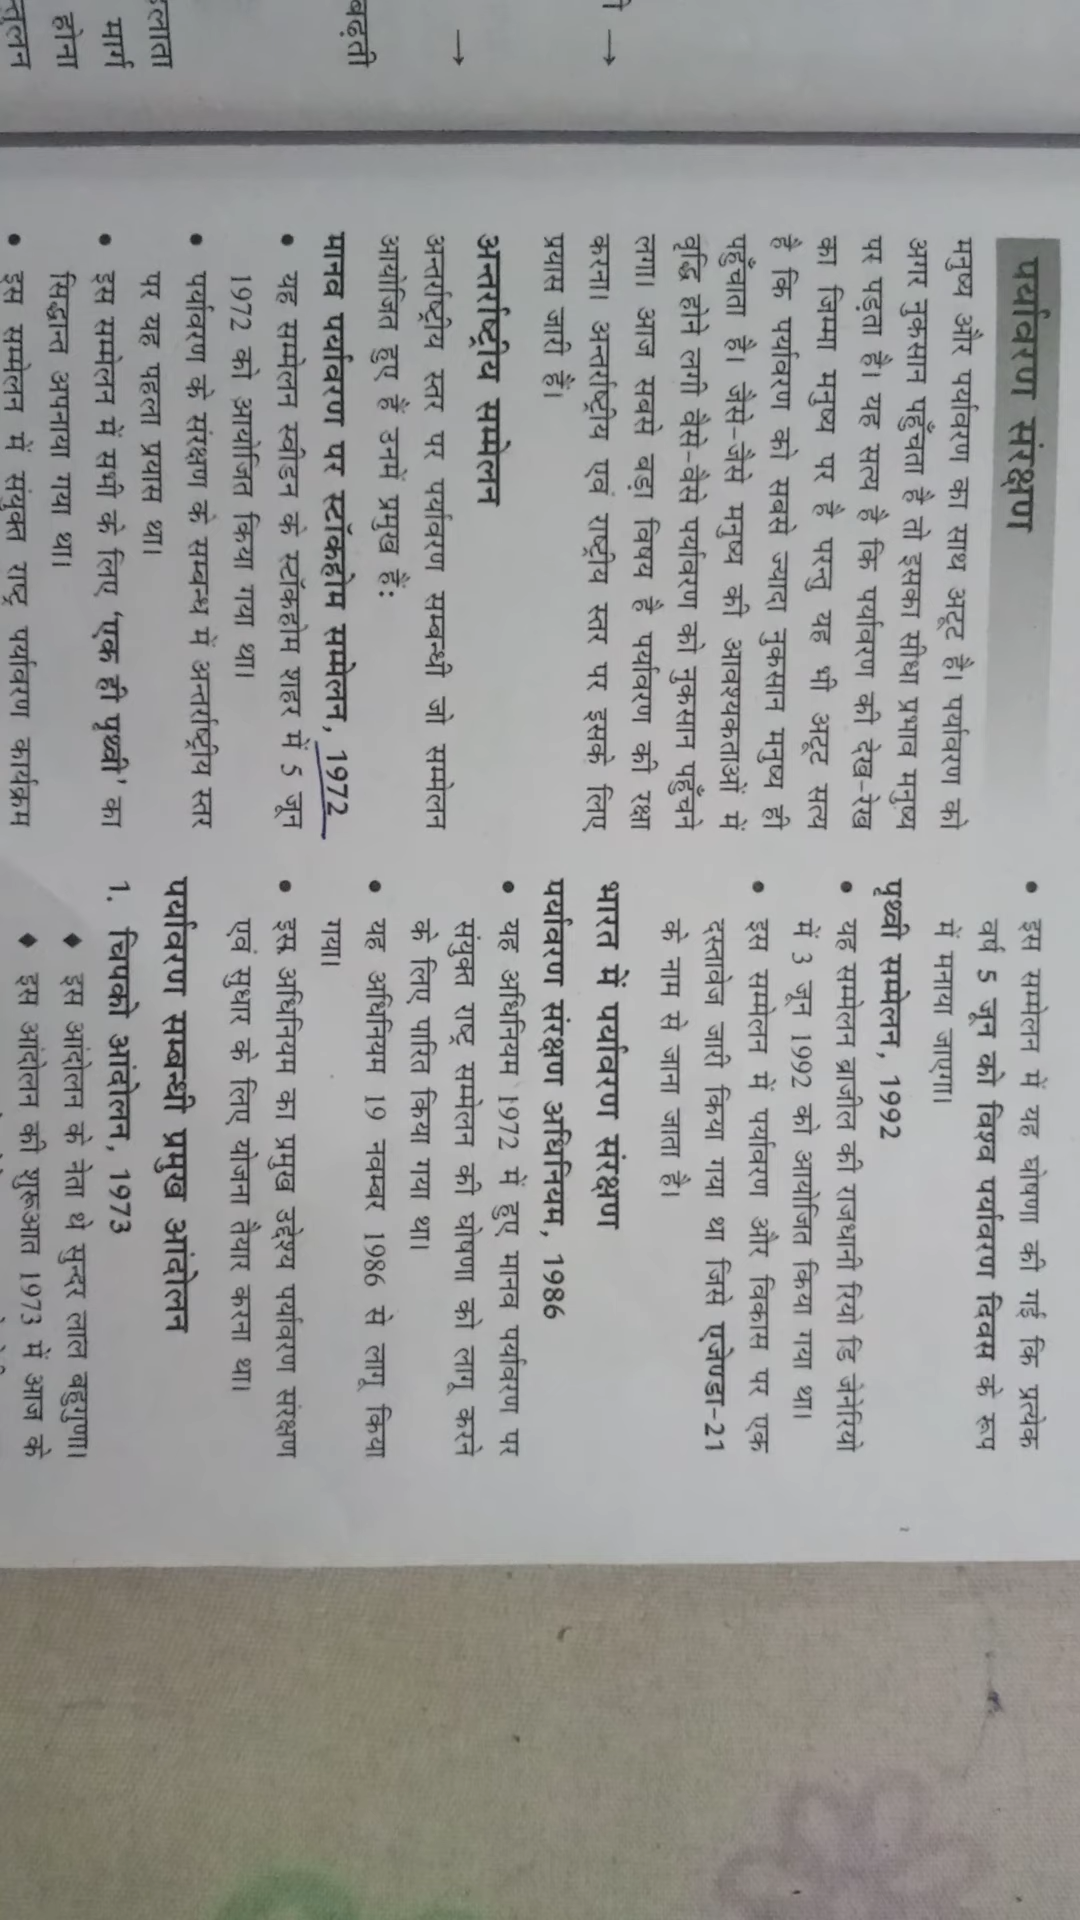 पर्यावरण संरक्षण
मनुष्य और पर्यावरण का साथ अटूट है। पर्यावरण को
अगर नुकसान पहुँचता है तो इसका सीधा प्रभाव मनुष्य
पर पड़ता है। यह सत्य है कि पर्यावरण की देख-रेख
का जिम्मा मनुष्य पर है परन्तु यह भी अटूट सत्य
है कि पर्यावरण को सबसे ज्यादा नुकसान मनुष्य ही
पहुँचाता है। जैसे-जैसे मनुष्य की आवश्यकताओं में
वृद्धि होने लगी वैसे-वैसे पर्यावरण को नुकसान पहुँचने
लगा। आज सबसे बड़ा विषय है पर्यावरण की रक्षा
करना। अन्तर्राष्ट्रीय एवं राष्ट्रीय स्तर पर इसके लिए
प्रयास जारी हैं।
अन्तर्राष्ट्रीय सम्मेलन
अन्तर्राष्ट्रीय स्तर पर पर्यावरण सम्बन्धी जो सम्मेलन
आयोजित हुए हैं उनमें प्रमुख हैं:
मानव पर्यावरण पर स्टॉकहोम सम्मेलन, 1972
• यह सम्मेलन स्वीडन के स्टॉकहोम शहर में 5 जून
1972 को आयोजित किया गया था।
• पर्यावरण के संरक्षण के सम्बन्ध में अन्तर्राष्ट्रीय स्तर
पर यह पहला प्रयास था।
• इस सम्मेलन में सभी के लिए 'एक ही पृथ्वी' का
सिद्धान्त अपनाया गया था।
• इस सम्मेलन में संयुक्त राष्ट्र पर्यावरण कार्यक्रम
• इस सम्मेलन में यह घोषणा की गई कि प्रत्येक
वर्ष 5 जून को विश्व पर्यावरण दिवस के रूप
में मनाया जाएगा।
पृथ्वी सम्मेलन, 1992
• यह सम्मेलन ब्राजील की राजधानी रियो डि जेनेरियो
में 3 जून 1992 को आयोजित किया गया था।
• इस सम्मेलन में पर्यावरण और विकास पर एक
दस्तावेज जारी किया गया था जिसे एजेण्डा-21
के नाम से जाना जाता है।
भारत में पर्यावरण संरक्षण
पर्यावरण संरक्षण अधिनियम, 1986
• यह अधिनियम 1972 में हुए मानव पर्यावरण पर
संयुक्त राष्ट्र सम्मेलन की घोषणा को लागू करने
के लिए पारित किया गया था।
• यह अधिनियम 19 नवम्बर 1986 से लागू किया
गया।
• इस अधिनियम का प्रमुख उद्देश्य पर्यावरण संरक्षण
एवं सुधार के लिए योजना तैयार करना था।
पर्यावरण सम्बन्धी प्रमुख आंदोलन
1. चिपको आंदोलन, 1973
♦ इस आंदोलन के नेता थे सुन्दर लाल बहुगुणा।
♦ इस आंदोलन की शुरूआत 1973 में आज के
→
→
बढ़ती
मार्ग
होना